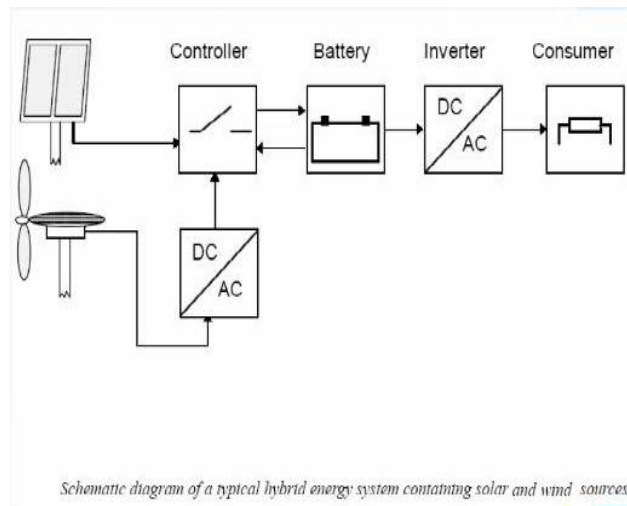 Controller Battery Inverter Consumer
DC
AC
DC
AC
Schematic diagram of a typical hybrid energy system containing solar and wind sources